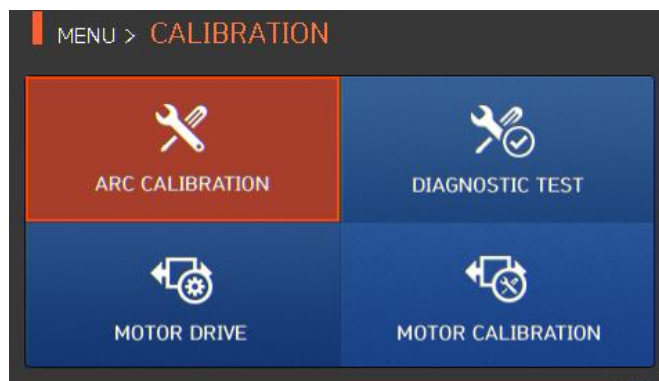 MENU > CALIBRATION
ARC CALIBRATION
DIAGNOSTIC TEST
MOTOR DRIVE
MOTOR CALIBRATION